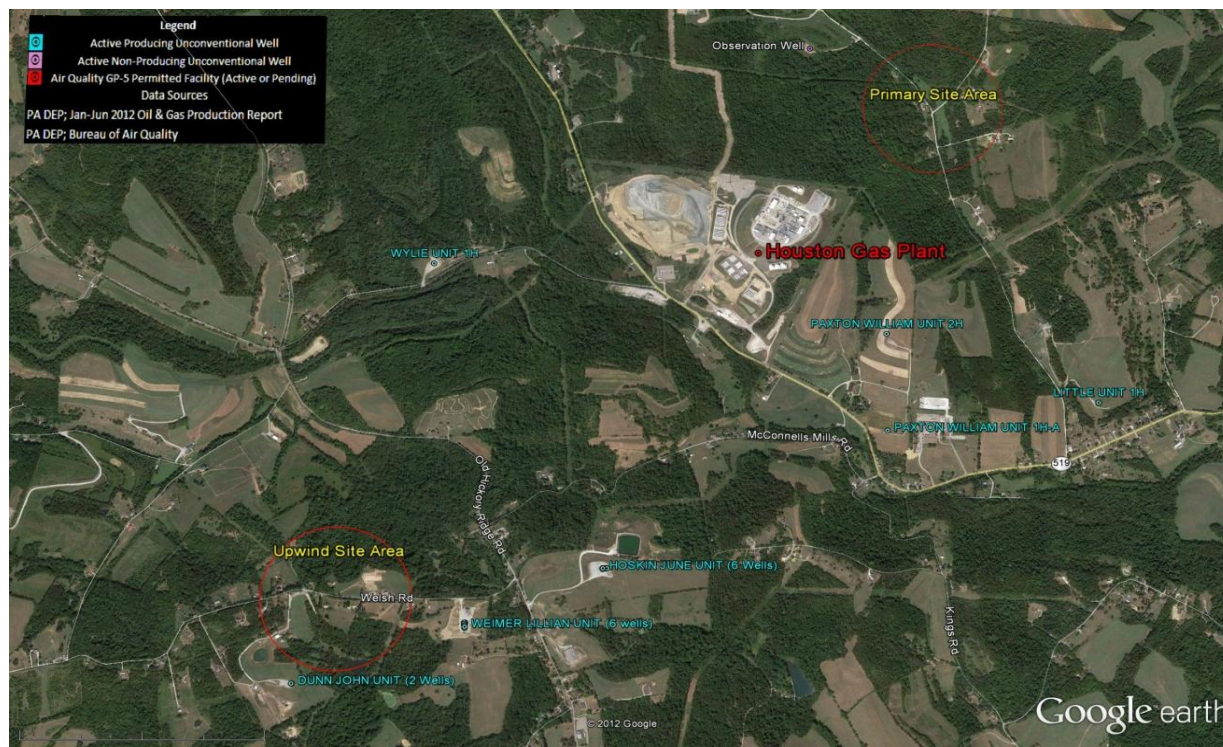 Legend
Active Producing Unconventional Well
Active Non-Producing Unconventional Well
Air Quality GP-5 Permitted Facility (Active or Pending)
Data Sources
PA DEP; Jan-Jun 2012 Oil & Gas Production Report
PA DEP; Bureau of Air Quality
Observation Well
Primary Site Area
WYLIE UNIT 1H
Houston Gas Plant
PAXTON WILLIAM UNIT 2H
LITTLE UNIT 1H
PAXTON WILLIAM UNIT 1H-A
McConnells Mills Rd
519
Old Hickory Ridge Rd
Upwind Site Area
HOSKIN JUNE UNIT (6 Wells)
Welsh Rd
WEIMER LILLIAN UNIT (6 wells)
Kings Rd
DUNN JOHN UNIT (2 Wells)
© 2012 Google
Google earth